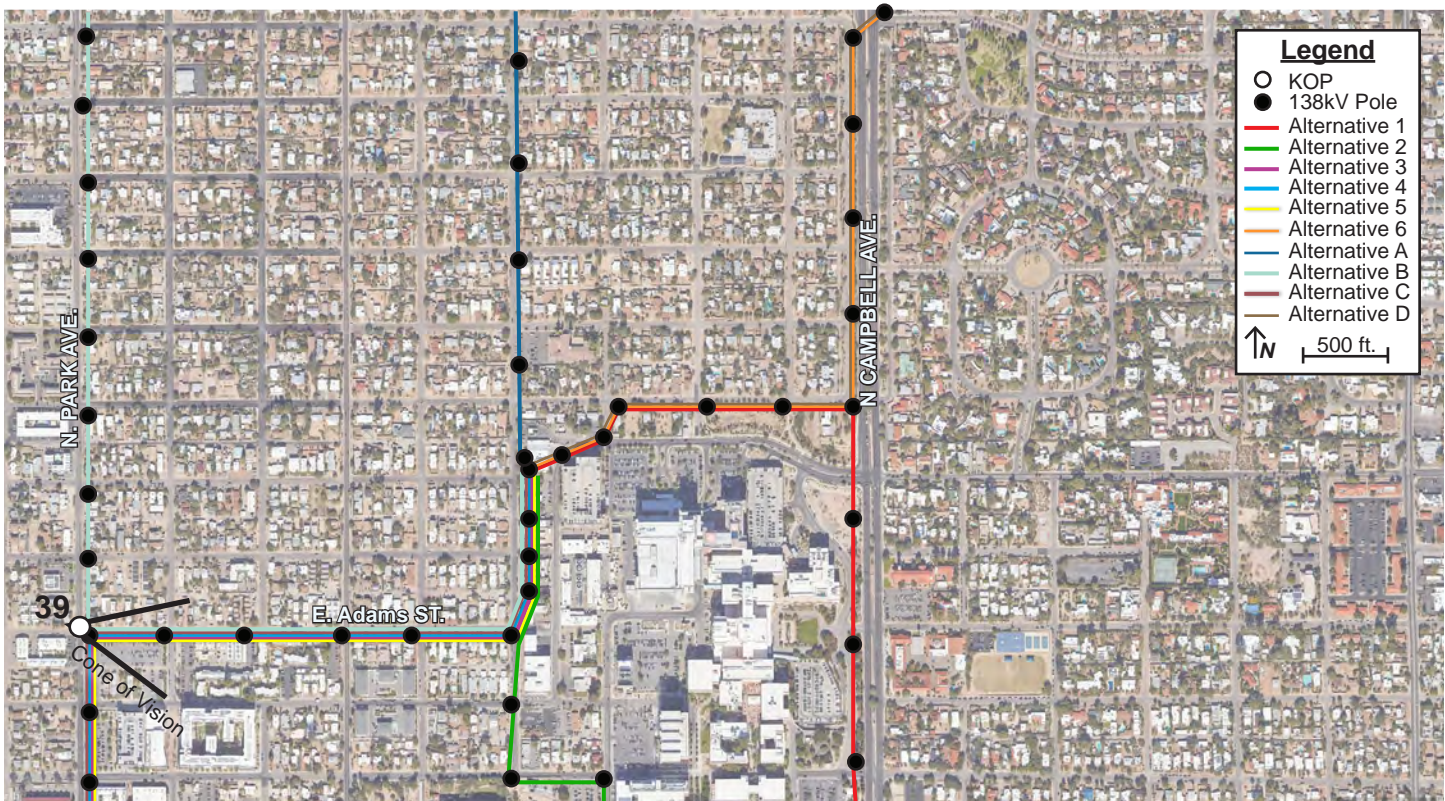 Legend
KOP
138kV Pole
Alternative 1
Alternative 2
Alternative 3
Alternative 4
Alternative 5
Alternative 6
Alternative A
Alternative B
Alternative C
Alternative D
N
500 ft.
N. PARK AVE.
N CAMPBELL AVE.
E. Adams ST.
39
Cone of Vision